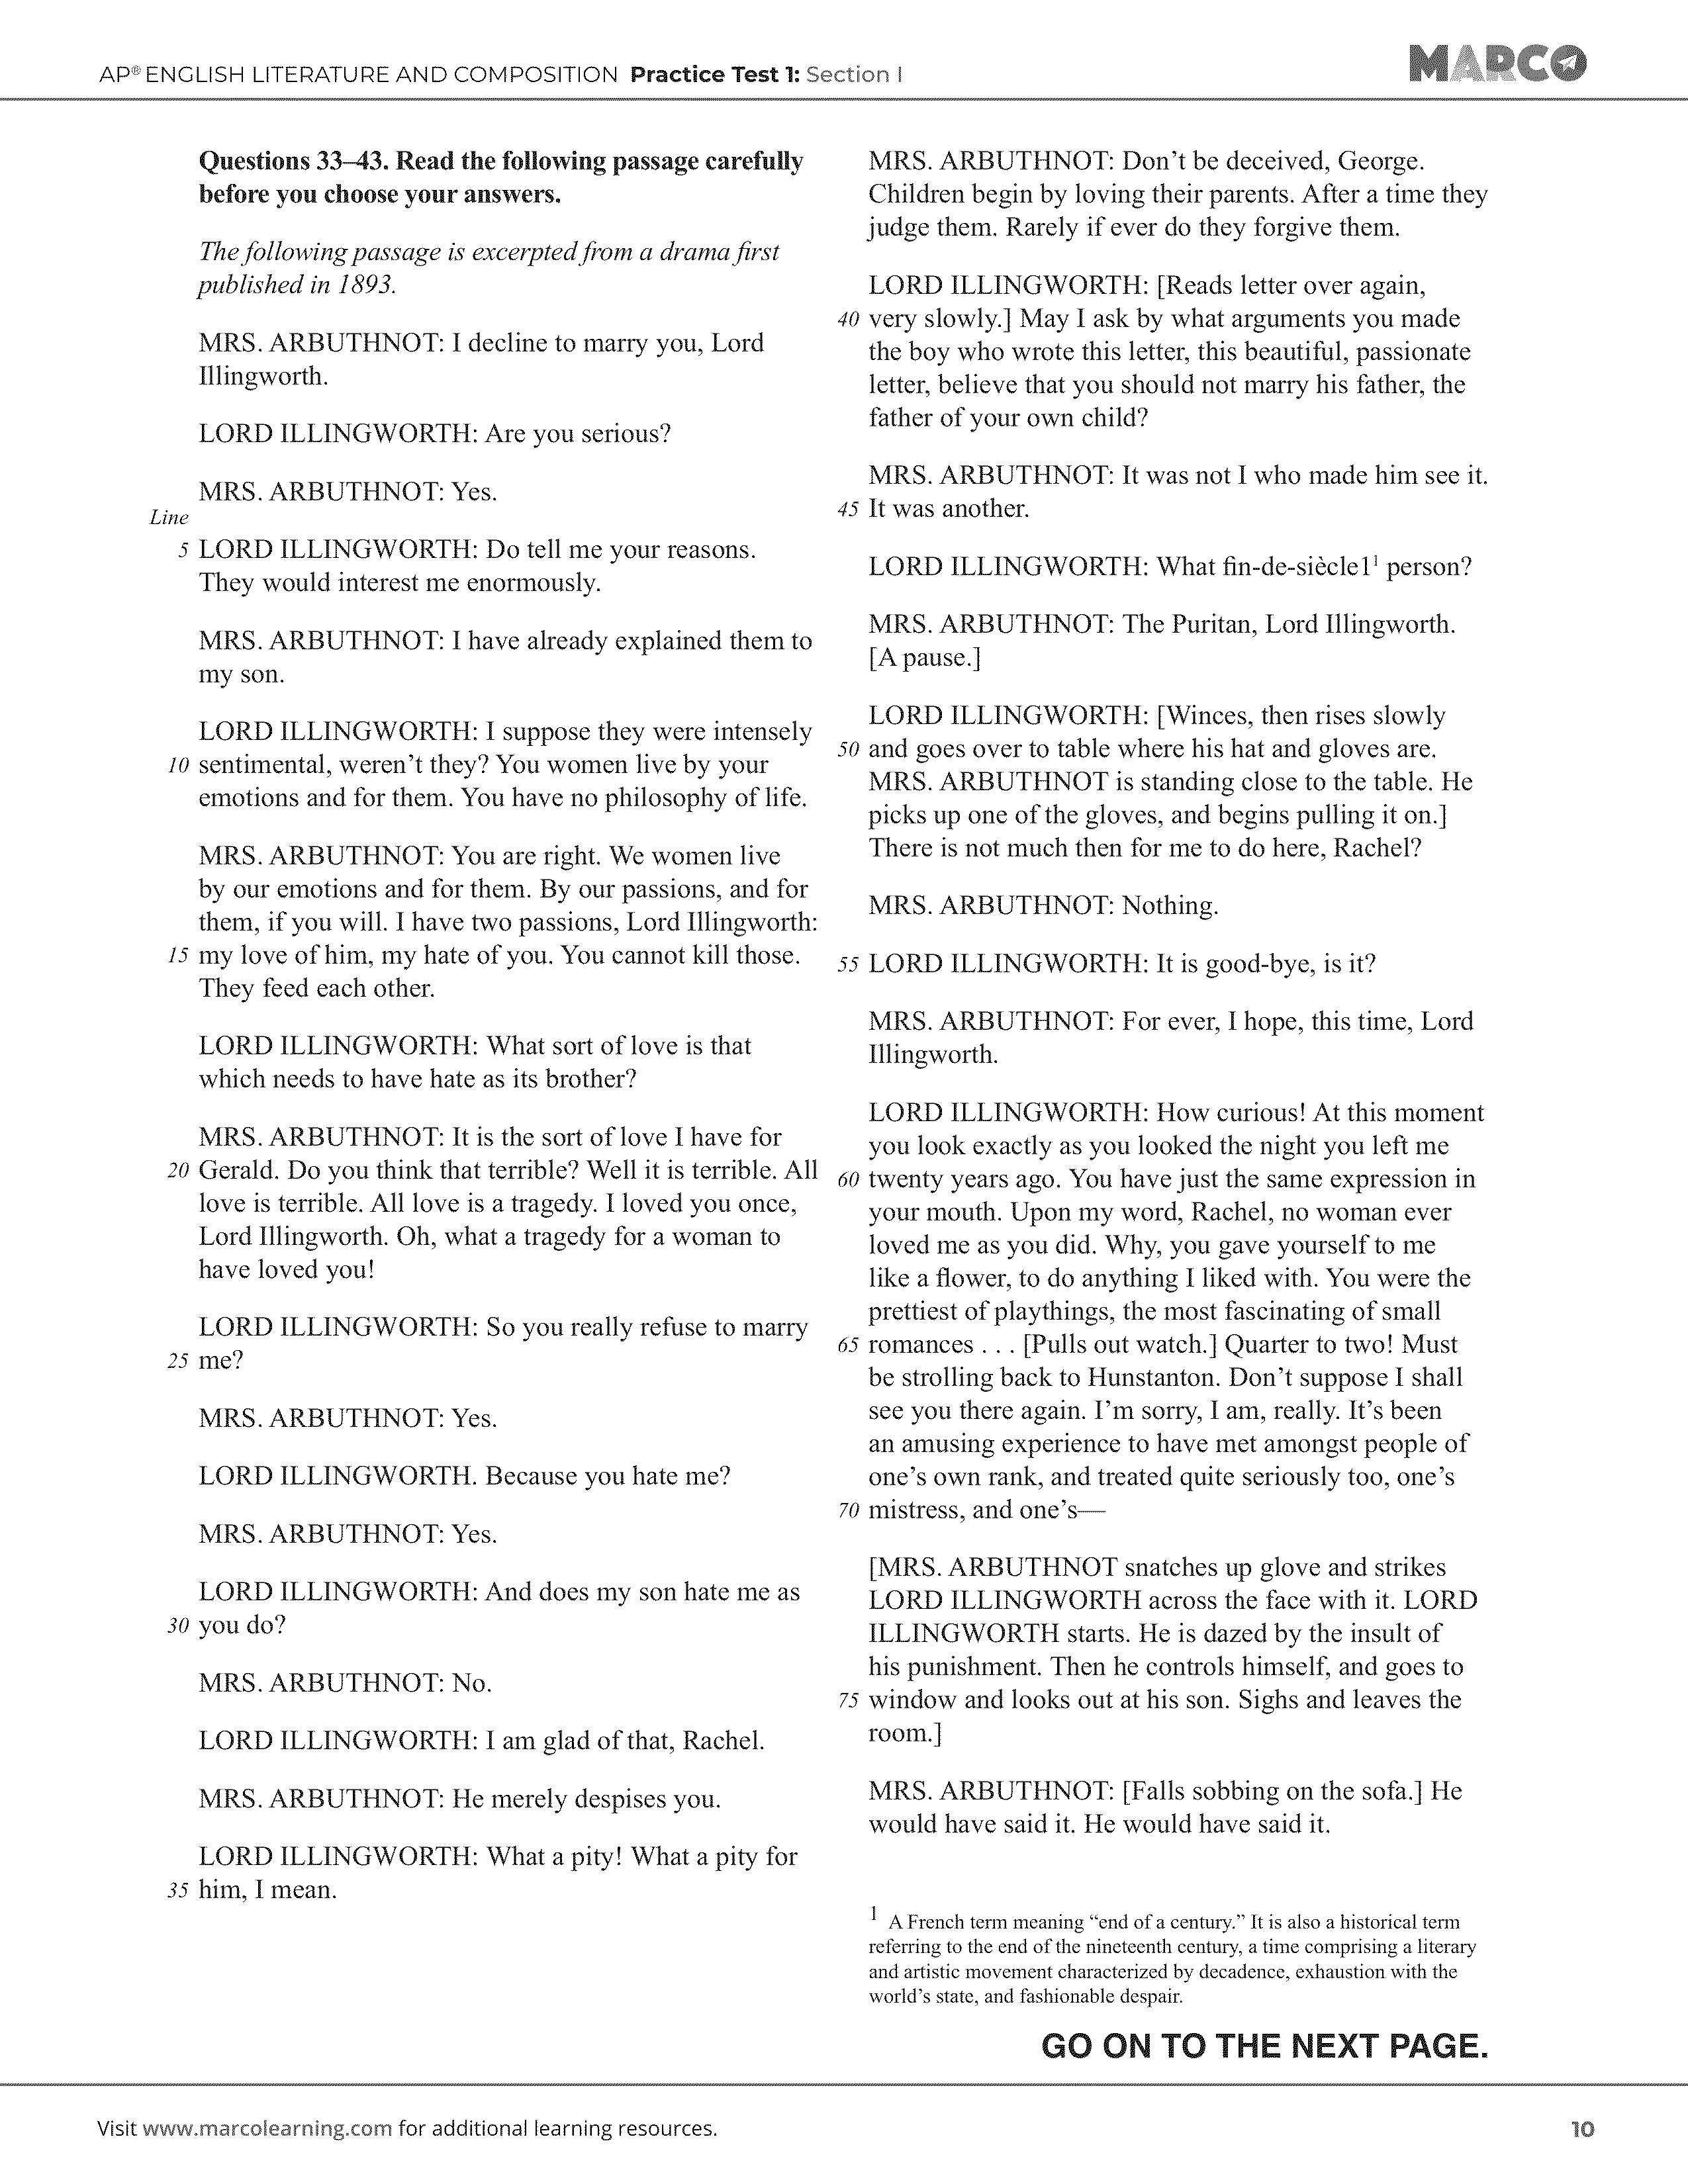 AP® ENGLISH LITERATURE AND COMPOSITION Practice Test 1: Section I
MARCO
Questions 33–43. Read the following passage carefully
before you choose your answers.
The following passage is excerpted from a drama first
published in 1893.
MRS. ARBUTHNOT: I decline to marry you, Lord
Illingworth.
LORD ILLINGWORTH: Are you serious?
MRS. ARBUTHNOT: Yes.
Line
5 LORD ILLINGWORTH: Do tell me your reasons.
They would interest me enormously.
MRS. ARBUTHNOT: I have already explained them to
my son.
LORD ILLINGWORTH: I suppose they were intensely
10 sentimental, weren’t they? You women live by your
emotions and for them. You have no philosophy of life.
MRS. ARBUTHNOT: You are right. We women live
by our emotions and for them. By our passions, and for
them, if you will. I have two passions, Lord Illingworth:
15 my love of him, my hate of you. You cannot kill those.
They feed each other.
LORD ILLINGWORTH: What sort of love is that
which needs to have hate as its brother?
MRS. ARBUTHNOT: It is the sort of love I have for
20 Gerald. Do you think that terrible? Well it is terrible. All
love is terrible. All love is a tragedy. I loved you once,
Lord Illingworth. Oh, what a tragedy for a woman to
have loved you!
LORD ILLINGWORTH: So you really refuse to marry
25 me?
MRS. ARBUTHNOT: Yes.
LORD ILLINGWORTH. Because you hate me?
MRS. ARBUTHNOT: Yes.
LORD ILLINGWORTH: And does my son hate me as
30 you do?
MRS. ARBUTHNOT: No.
LORD ILLINGWORTH: I am glad of that, Rachel.
MRS. ARBUTHNOT: He merely despises you.
LORD ILLINGWORTH: What a pity! What a pity for
35 him, I mean.
MRS. ARBUTHNOT: Don’t be deceived, George.
Children begin by loving their parents. After a time they
judge them. Rarely if ever do they forgive them.
LORD ILLINGWORTH: [Reads letter over again,
40 very slowly.] May I ask by what arguments you made
the boy who wrote this letter, this beautiful, passionate
letter, believe that you should not marry his father, the
father of your own child?
MRS. ARBUTHNOT: It was not I who made him see it.
45 It was another.
LORD ILLINGWORTH: What fin-de-siècle1¹ person?
MRS. ARBUTHNOT: The Puritan, Lord Illingworth.
[A pause.]
LORD ILLINGWORTH: [Winces, then rises slowly
50 and goes over to table where his hat and gloves are.
MRS. ARBUTHNOT is standing close to the table. He
picks up one of the gloves, and begins pulling it on.]
There is not much then for me to do here, Rachel?
MRS. ARBUTHNOT: Nothing.
55 LORD ILLINGWORTH: It is good-bye, is it?
MRS. ARBUTHNOT: For ever, I hope, this time, Lord
Illingworth.
LORD ILLINGWORTH: How curious! At this moment
you look exactly as you looked the night you left me
60 twenty years ago. You have just the same expression in
your mouth. Upon my word, Rachel, no woman ever
loved me as you did. Why, you gave yourself to me
like a flower, to do anything I liked with. You were the
prettiest of playthings, the most fascinating of small
65 romances . . . [Pulls out watch.] Quarter to two! Must
be strolling back to Hunstanton. Don’t suppose I shall
see you there again. I’m sorry, I am, really. It’s been
an amusing experience to have met amongst people of
one’s own rank, and treated quite seriously too, one’s
70 mistress, and one’s—
[MRS. ARBUTHNOT snatches up glove and strikes
LORD ILLINGWORTH across the face with it. LORD
ILLINGWORTH starts. He is dazed by the insult of
his punishment. Then he controls himself, and goes to
75 window and looks out at his son. Sighs and leaves the
room.]
MRS. ARBUTHNOT: [Falls sobbing on the sofa.] He
would have said it. He would have said it.
¹ A French term meaning “end of a century.” It is also a historical term
referring to the end of the nineteenth century, a time comprising a literary
and artistic movement characterized by decadence, exhaustion with the
world’s state, and fashionable despair.
GO ON TO THE NEXT PAGE.
Visit www.marcolearning.com for additional learning resources.
10